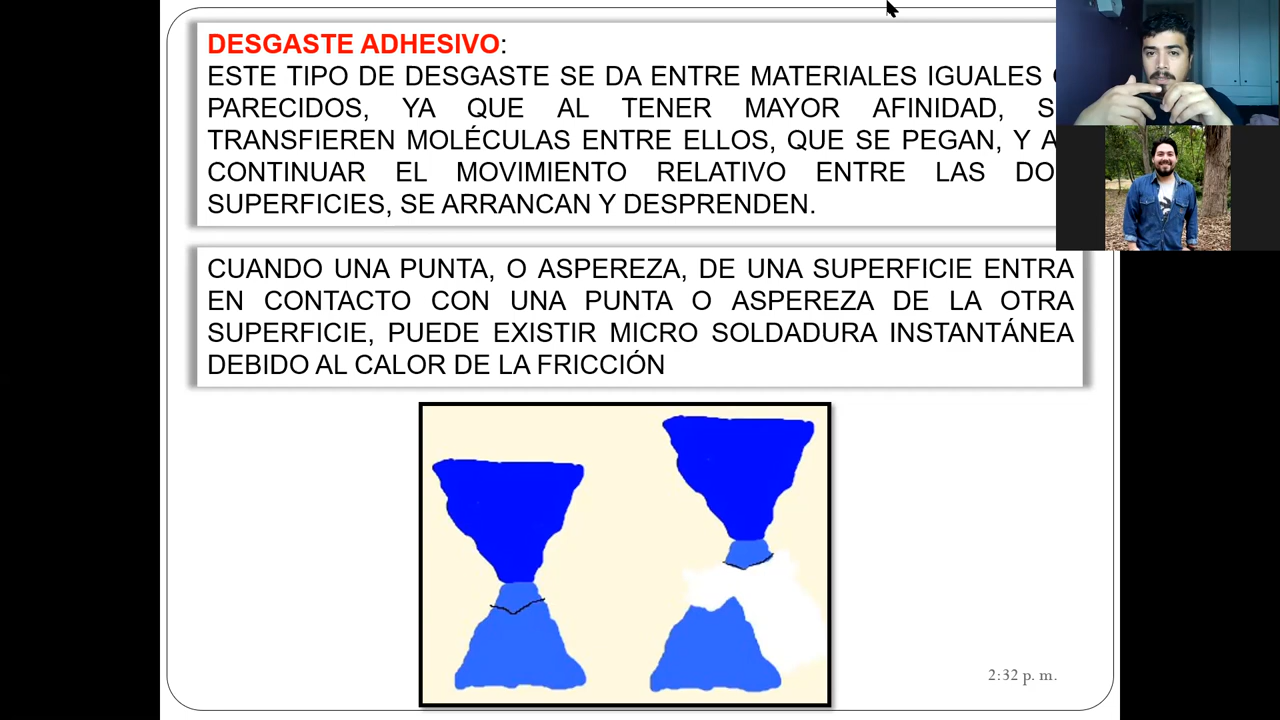 DESGASTE ADHESIVO:
ESTE TIPO DE DESGASTE SE DA ENTRE MATERIALES IGUALES
PARECIDOS, YA QUE AL TENER MAYOR AFINIDAD,
TRANSFIEREN MOLÉCULAS ENTRE ELLOS, QUE SE PEGAN, Y
CONTINUAR EL MOVIMIENTO RELATIVO ENTRE LAS
SUPERFICIES, SE ARRANCAN Y DESPRENDEN.
CUANDO UNA PUNTA, O ASPEREZA, DE UNA SUPERFICIE ENTRA
EN CONTACTO CON UNA PUNTA O ASPEREZA DE LA OTRA
SUPERFICIE, PUEDE EXISTIR MICRO SOLDADURA INSTANTÁNEA
DEBIDO AL CALOR DE LA FRICCIÓN
2:32 p. m.